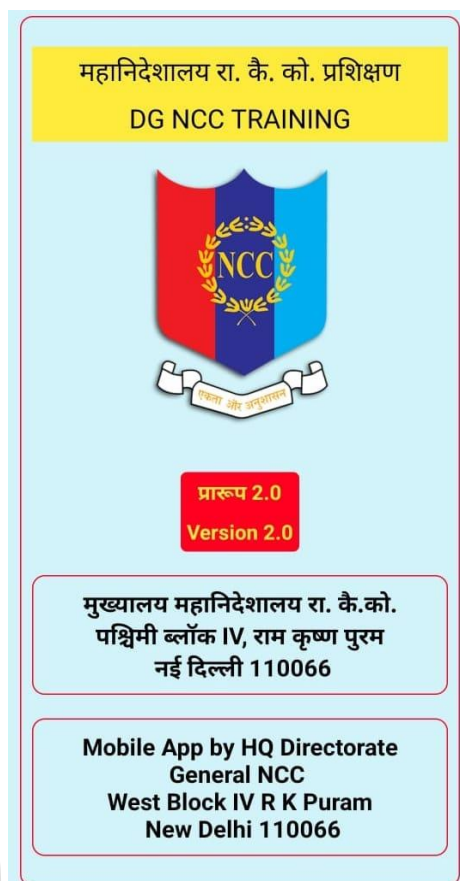 महानिदेशालय रा. कै. को. प्रशिक्षण
DG NCC TRAINING
NCC
एकता और अनुशासन
प्रारूप 2.0
Version 2.0
मुख्यालय महानिदेशालय रा. कै.को.
पश्चिमी ब्लॉक IV, राम कृष्ण पुरम
नई दिल्ली 110066
Mobile App by HQ Directorate
General NCC
West Block IV R K Puram
New Delhi 110066